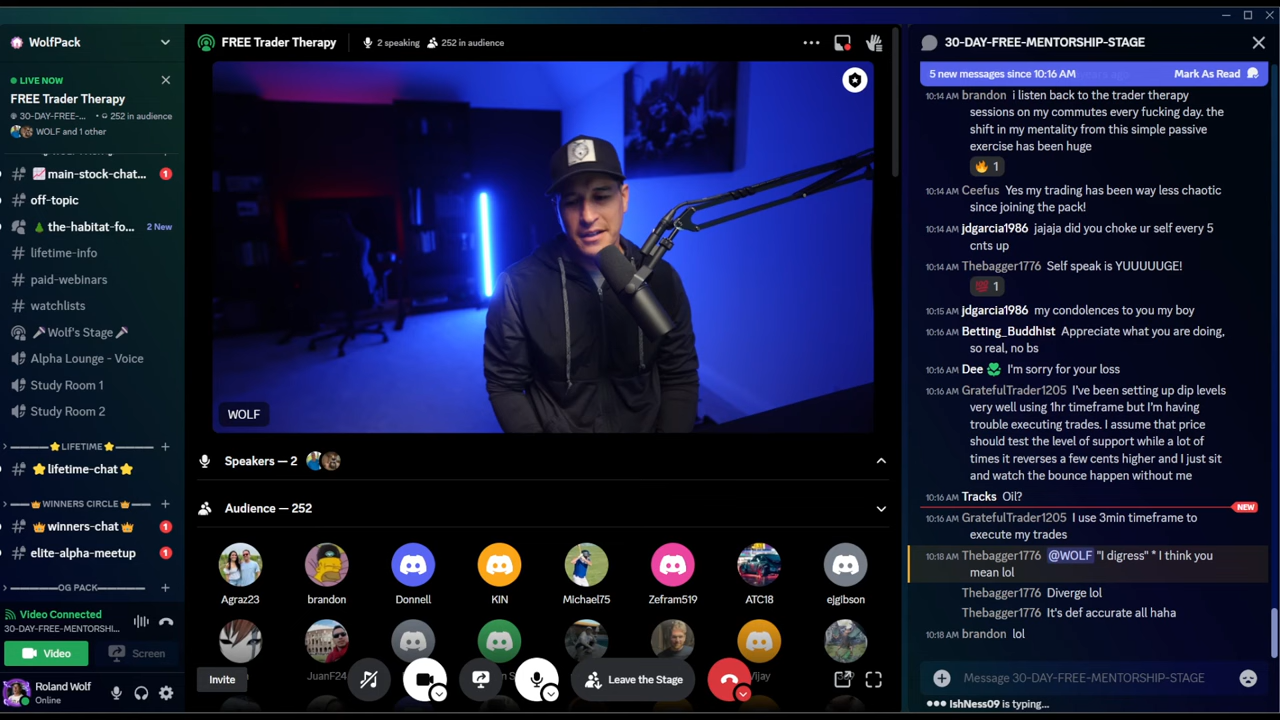 WolfPack
LIVE NOW
FREE Trader Therapy
30-DAY-FREE-... • 252 in audience
WOLF and 1 other
main-stock-chat... 1
off-topic
the-habitat-fo... 2 New
lifetime-info
paid-webinars
watchlists
Wolf's Stage
Alpha Lounge - Voice
Study Room 1
Study Room 2
LIFETIME
lifetime-chat
WINNERS CIRCLE
winners-chat 1
elite-alpha-meetup 1
OG PACK
Video Connected
30-DAY-FREE-MENTORSHI...
Video Screen
Roland Wolf
Online
FREE Trader Therapy 2 speaking 252 in audience
WOLF
Speakers — 2
Audience — 252
Agraz23 brandon Donnell KIN Michael75 Zefram519 ATC18 ejgibson
JuanF24
Invite
Leave the Stage
30-DAY-FREE-MENTORSHIP-STAGE
5 new messages since 10:16 AM Mark As Read
10:14 AM brandon i listen back to the trader therapy
sessions on my commutes every fucking day. the
shift in my mentality from this simple passive
exercise has been huge
1
10:14 AM Ceefus Yes my trading has been way less chaotic
since joining the pack!
10:14 AM jdgarcia1986 jajaja did you choke ur self every 5
cnts up
10:14 AM Thebagger1776 Self speak is YUUUUUGE!
1
10:15 AM jdgarcia1986 my condolences to you my boy
10:16 AM Betting_Buddhist Appreciate what you are doing,
so real, no bs
10:16 AM Dee I'm sorry for your loss
10:16 AM GratefulTrader1205 I've been setting up dip levels
very well using 1hr timeframe but I'm having
trouble executing trades. I assume that price
should test the level of support while a lot of
times it reverses a few cents higher and I just sit
and watch the bounce happen without me
10:16 AM Tracks Oil?
NEW
10:16 AM GratefulTrader1205 I use 3min timeframe to
execute my trades
10:18 AM Thebagger1776 @WOLF "I digress" * I think you
mean lol
Thebagger1776 Diverge lol
Thebagger1776 It's def accurate all haha
10:18 AM brandon lol
Message 30-DAY-FREE-MENTORSHIP-STAGE
IshNess09 is typing...